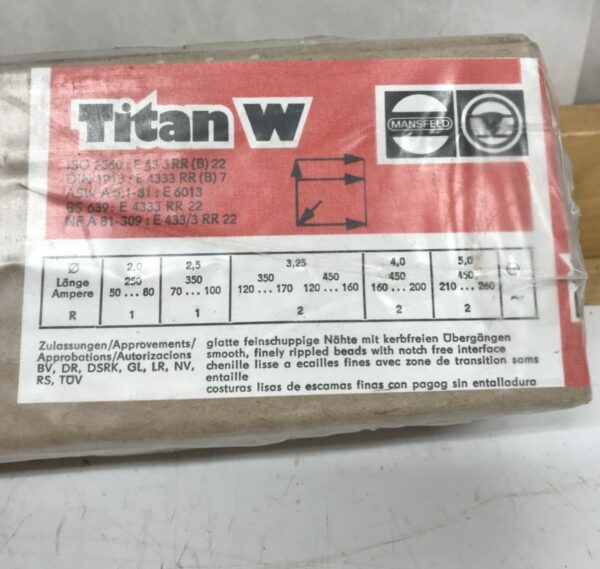 Titan W
MANSFELD
ISO 2560 : E 43 3 RR (B) 22
DIN 1913 : E 4333 RR (B) 7
ASW A 5.1-81 : E 6013
BS 639 : E 4333 RR 22
NF A 81-309 : E 433/3 RR 22
Ø 2,0 2,5 3,25 4,0 5,0
Länge 250 350 350 450 450 450
Ampere 50 ... 80 70 ... 100 120 ... 170 120 ... 160 160 ... 200 210 ... 260 ~
R 1 1 2 2 2
Zulassungen/Approvements/
Approbations/Autorizacions
BV, DR, DSRK, GL, LR, NV,
RS, TÜV
glatte feinschuppige Nähte mit kerbfreien Übergängen
smooth, finely rippled beads with notch free interface
chenille lisse a ecailles fines avec zone de transition sams
entaille
costuras lisas de escamas finas con pagog sin entalladura